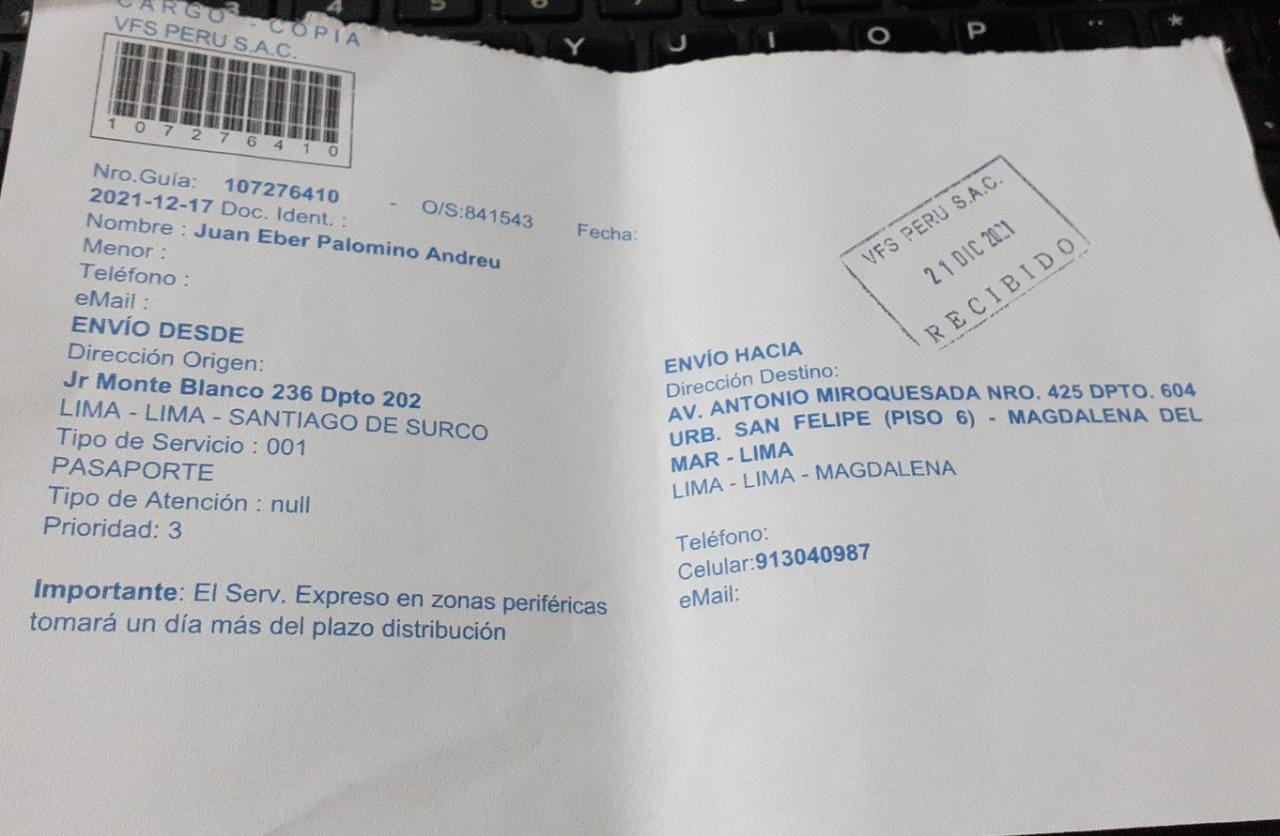 CARGO - COPIA
VFS PERU S.A.C.
107276410
Nro.Guía: 107276410 - O/S:841543 Fecha:
2021-12-17 Doc. Ident. :
Nombre : Juan Eber Palomino Andreu
Menor :
Teléfono :
eMail :
ENVÍO DESDE
Dirección Origen:
Jr Monte Blanco 236 Dpto 202
LIMA - LIMA - SANTIAGO DE SURCO
Tipo de Servicio : 001
PASAPORTE
Tipo de Atención : null
Prioridad: 3
Importante: El Serv. Expreso en zonas periféricas
tomará un día más del plazo distribución
VFS PERU S.A.C.
21 DIC 2021
RECIBIDO
ENVÍO HACIA
Dirección Destino:
AV. ANTONIO MIROQUESADA NRO. 425 DPTO. 604
URB. SAN FELIPE (PISO 6) - MAGDALENA DEL
MAR - LIMA
LIMA - LIMA - MAGDALENA
Teléfono:
Celular:913040987
eMail: